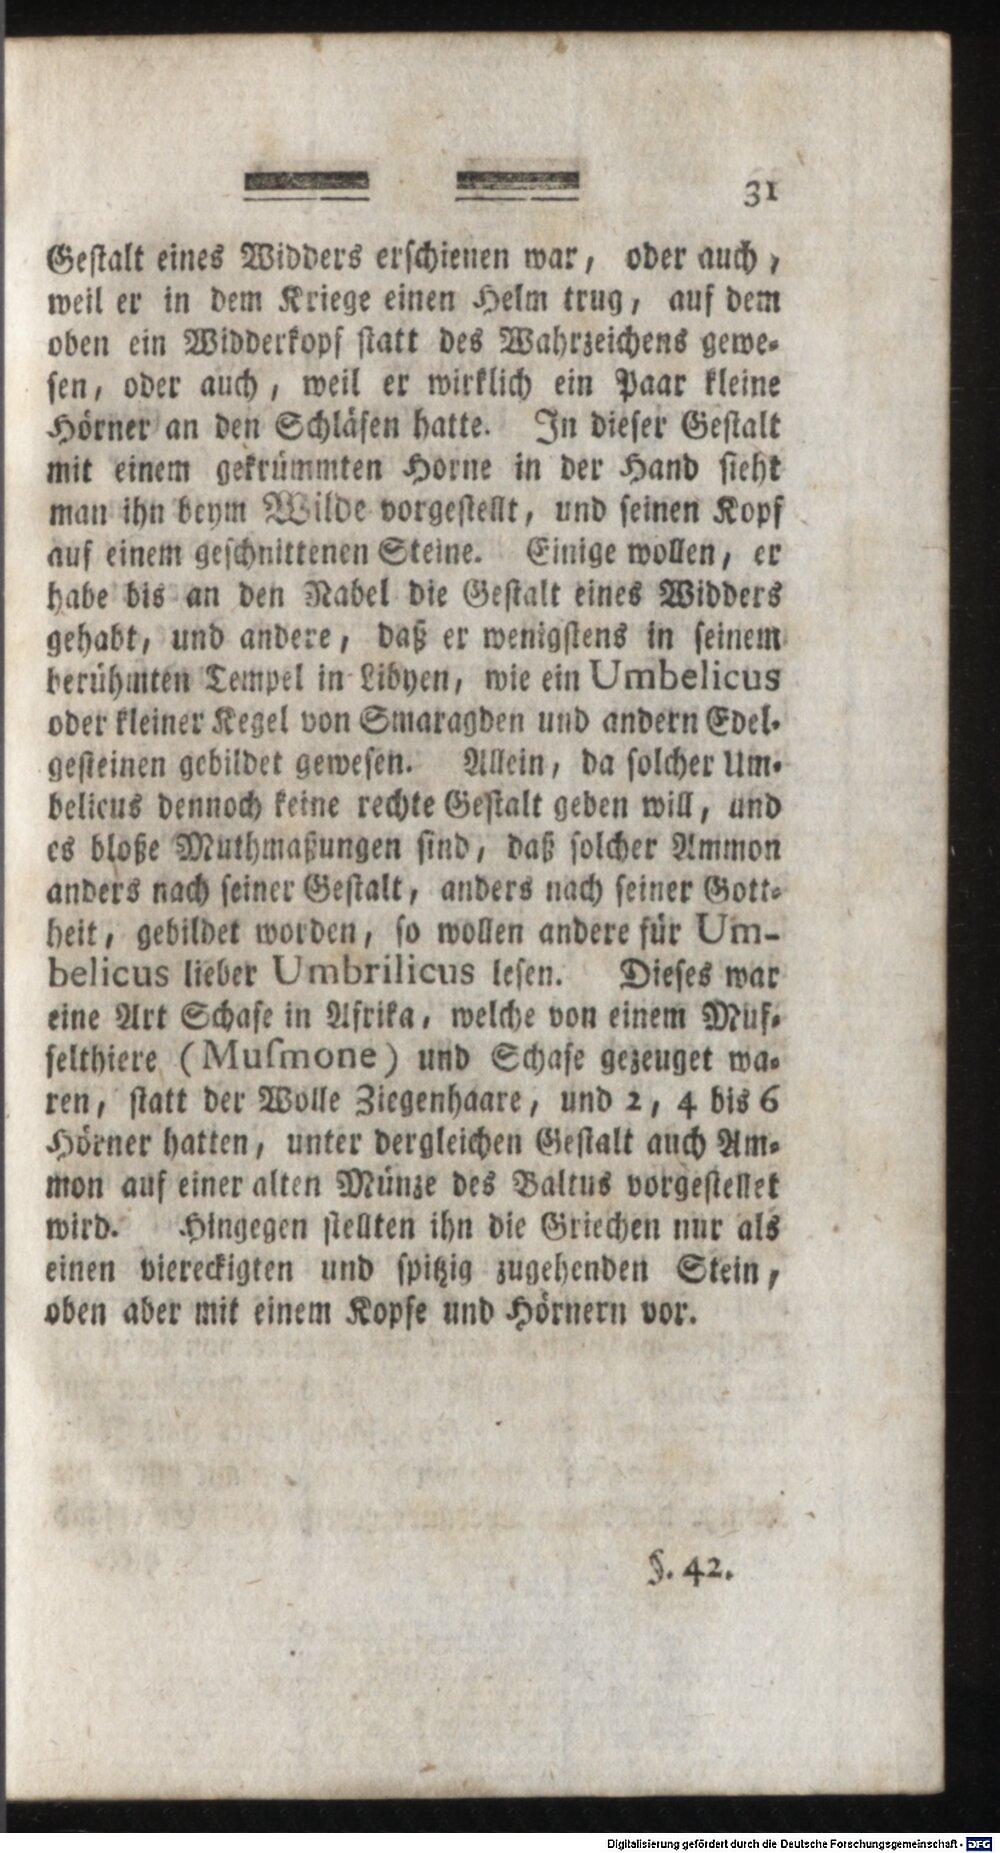 31
Gestalt eines Widders erschienen war, oder auch,
weil er in dem Kriege einen Helm trug, auf dem
oben ein Widderkopf statt des Wahrzeichens gewe-
sen, oder auch, weil er wirklich ein Paar kleine
Hörner an den Schläfen hatte. In dieser Gestalt
mit einem gekrümmten Horne in der Hand sieht
man ihn beym Wilde vorgestellt, und seinen Kopf
auf einem geschnittenen Steine. Einige wollen, er
habe bis an den Nabel die Gestalt eines Widders
gehabt, und andere, daß er wenigstens in seinem
berühmten Tempel in Libyen, wie ein Umbelicus
oder kleiner Kegel von Smaragden und andern Edel-
gesteinen gebildet gewesen. Allein, da solcher Um-
belicus dennoch keine rechte Gestalt geben will, und
es bloße Muthmaßungen sind, daß solcher Ammon
anders nach seiner Gestalt, anders nach seiner Gott-
heit, gebildet worden, so wollen andere für Um-
belicus lieber Umbrilicus lesen. Dieses war
eine Art Schafe in Afrika, welche von einem Muf-
felthiere (Muſmone) und Schafe gezeuget wa-
ren, statt der Wolle Ziegenhaare, und 2, 4 bis 6
Hörner hatten, unter dergleichen Gestalt auch Am-
mon auf einer alten Münze des Baltus vorgestellet
wird. Hingegen stellten ihn die Griechen nur als
einen viereckigten und spitzig zugehenden Stein,
oben aber mit einem Kopfe und Hörnern vor.
§. 42.
Digitalisierung gefördert durch die Deutsche Forschungsgemeinschaft - DFG